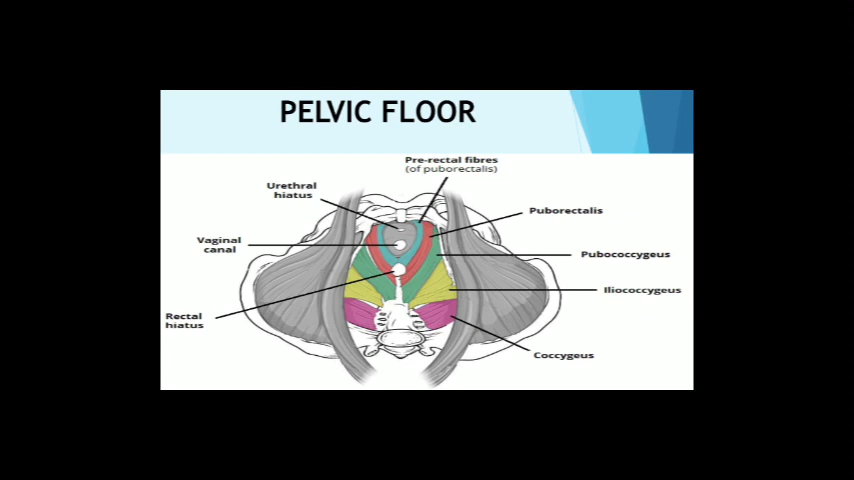 PELVIC FLOOR
Pre-rectal fibres
(of puborectalis)
Urethral
hiatus
Puborectalis
Vaginal
canal
Pubococcygeus
Iliococcygeus
Rectal
hiatus
Coccygeus